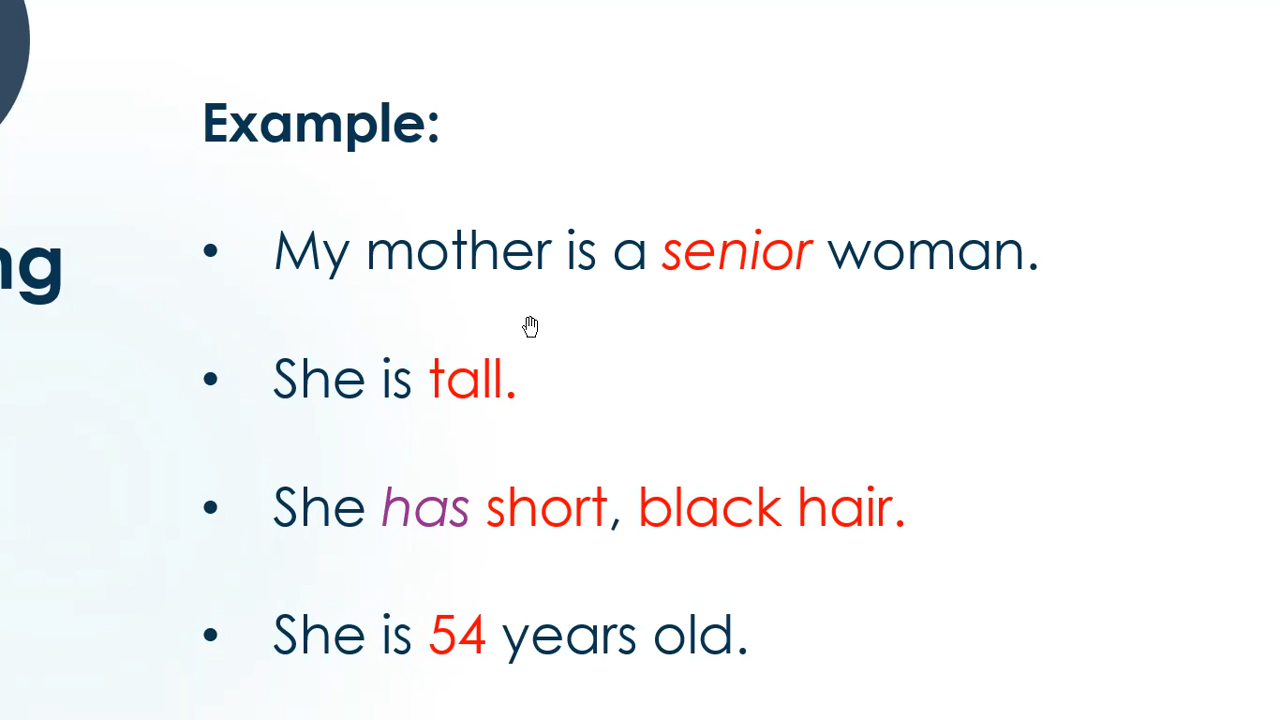 Example:
ng
• My mother is a senior woman.
• She is tall.
• She has short, black hair.
• She is 54 years old.